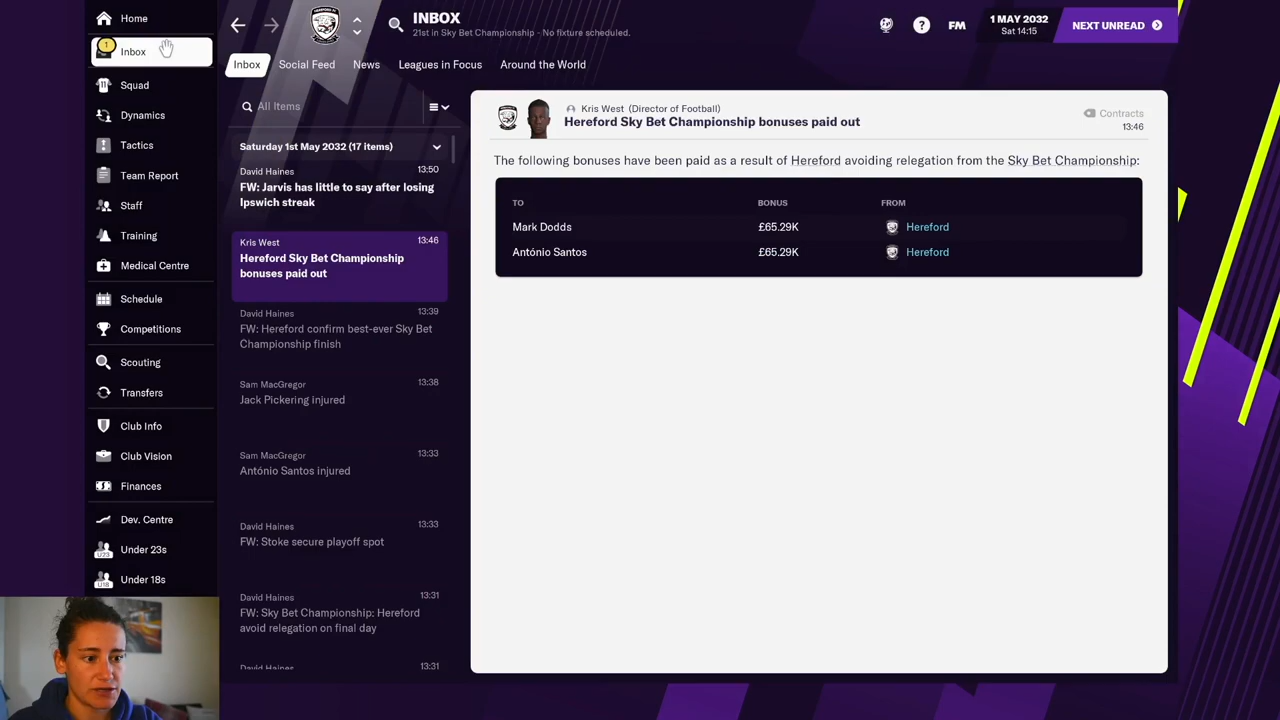 Home
1
Inbox
Squad
Dynamics
Tactics
Team Report
Staff
Training
Medical Centre
Schedule
Competitions
Scouting
Transfers
Club Info
Club Vision
Finances
Dev. Centre
U23 Under 23s
U18 Under 18s
INBOX
21st in Sky Bet Championship - No fixture scheduled.
? FM
1 MAY 2032
Sat 14:15
NEXT UNREAD
Inbox Social Feed News Leagues in Focus Around the World
All Items
Saturday 1st May 2032 (17 items)
David Haines 13:50
FW: Jarvis has little to say after losing
Ipswich streak
Kris West 13:46
Hereford Sky Bet Championship
bonuses paid out
David Haines 13:39
FW: Hereford confirm best-ever Sky Bet
Championship finish
Sam MacGregor 13:38
Jack Pickering injured
Sam MacGregor 13:33
António Santos injured
David Haines 13:33
FW: Stoke secure playoff spot
David Haines 13:31
FW: Sky Bet Championship: Hereford
avoid relegation on final day
David Haines 13:31
Kris West (Director of Football)
Hereford Sky Bet Championship bonuses paid out
Contracts
13:46
The following bonuses have been paid as a result of Hereford avoiding relegation from the Sky Bet Championship:
TO BONUS FROM
Mark Dodds £65.29K Hereford
António Santos £65.29K Hereford